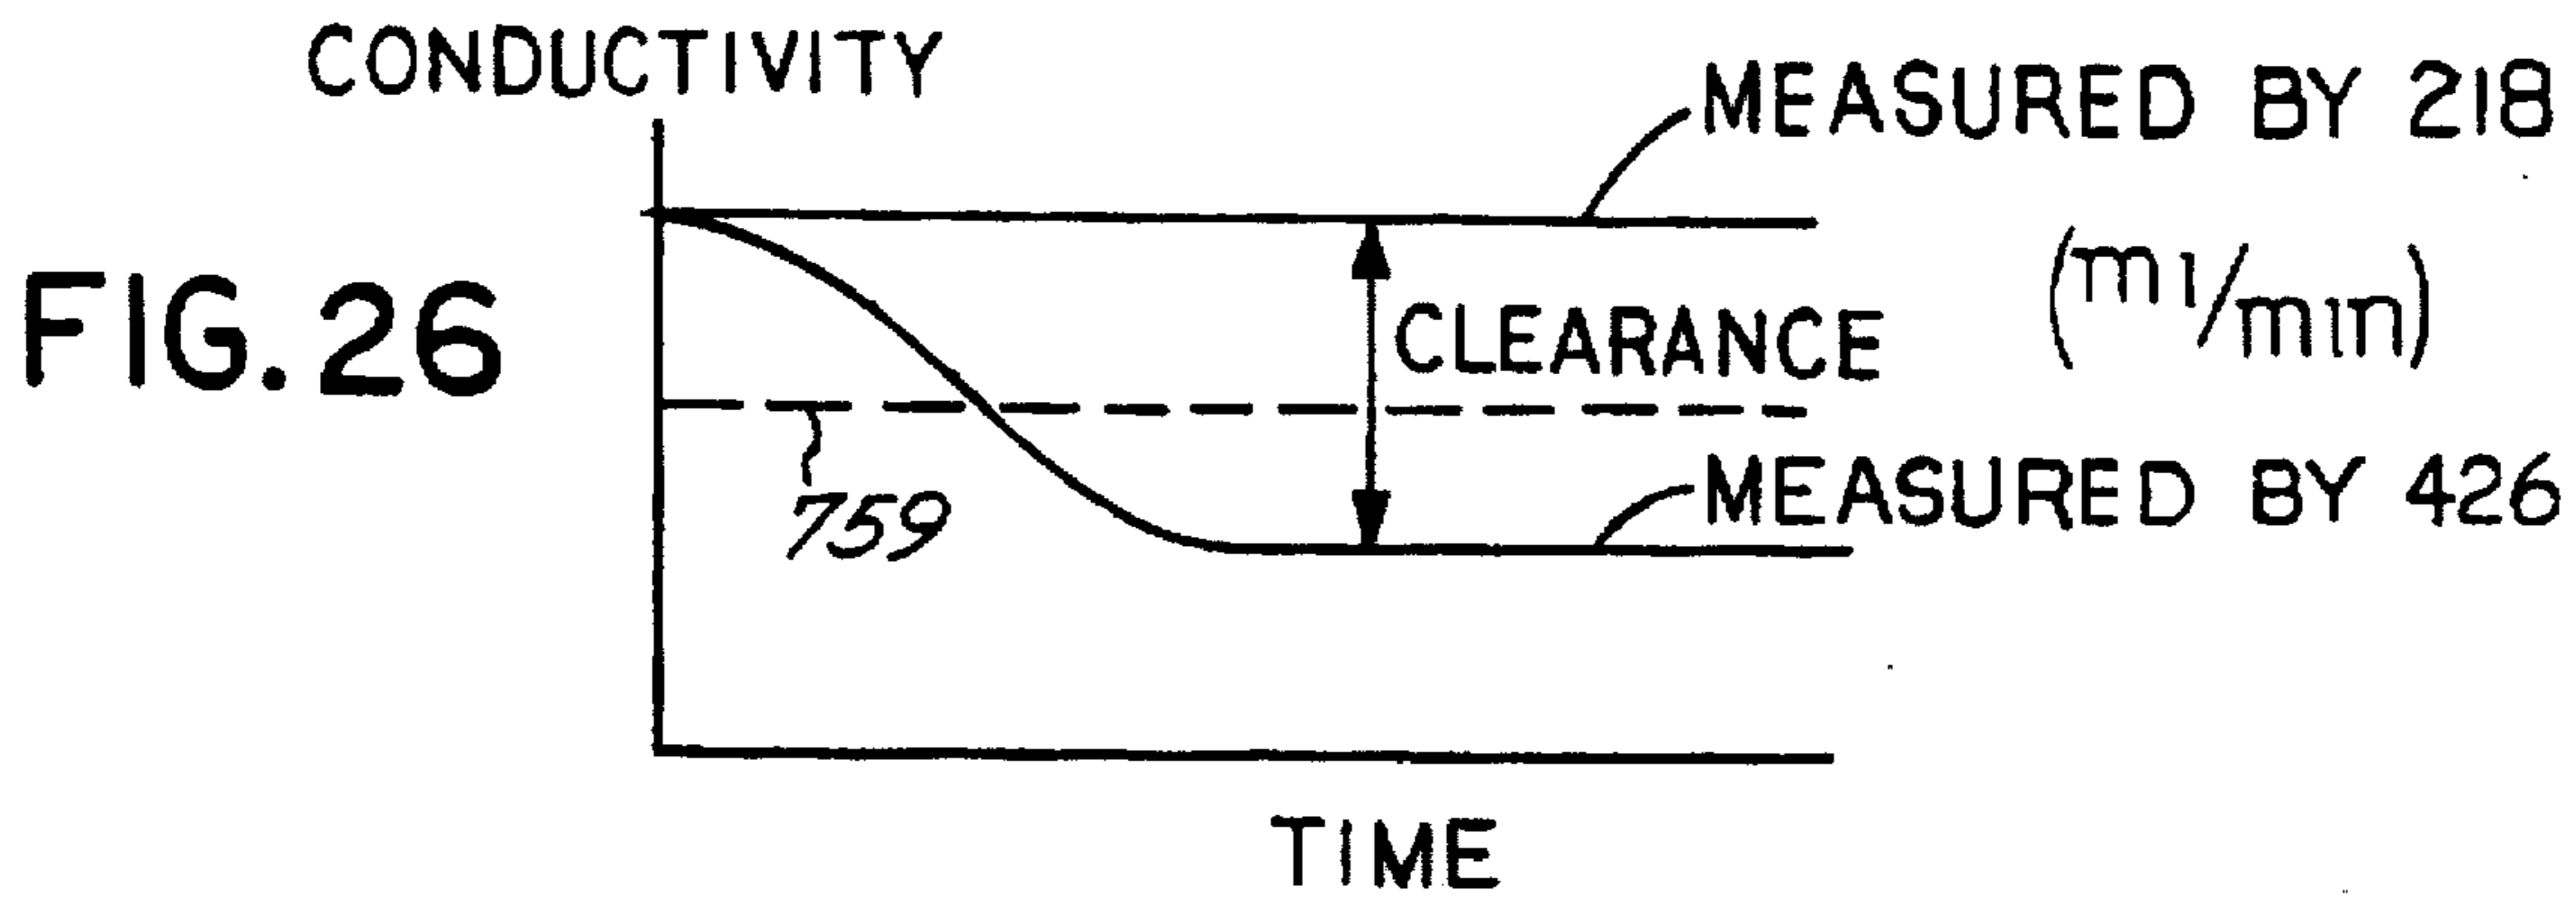 CONDUCTIVITY
MEASURED BY 218
FIG. 26
CLEARANCE (ml/min)
759
MEASURED BY 426
TIME